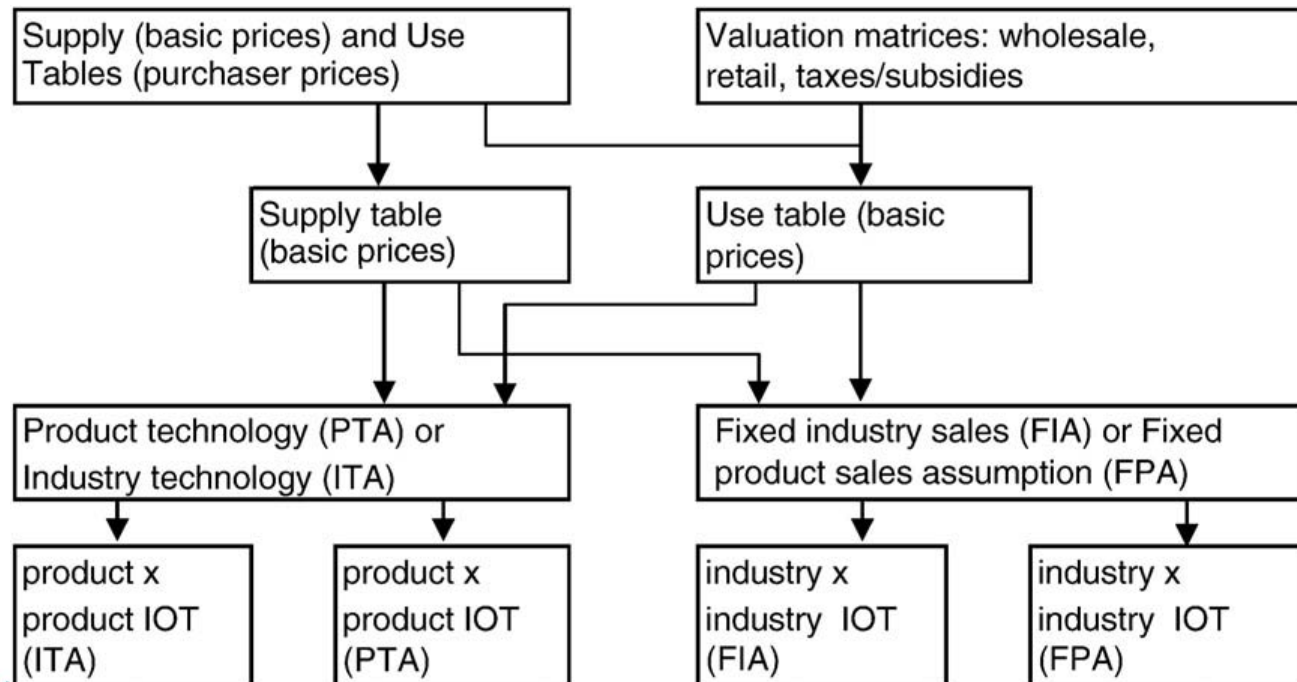 Supply (basic prices) and Use
Tables (purchaser prices)
Valuation matrices: wholesale,
retail, taxes/subsidies
Supply table
(basic prices)
Use table (basic
prices)
Product technology (PTA) or
Industry technology (ITA)
Fixed industry sales (FIA) or Fixed
product sales assumption (FPA)
product x
product IOT
(ITA)
product x
product IOT
(PTA)
industry x
industry IOT
(FIA)
industry x
industry IOT
(FPA)